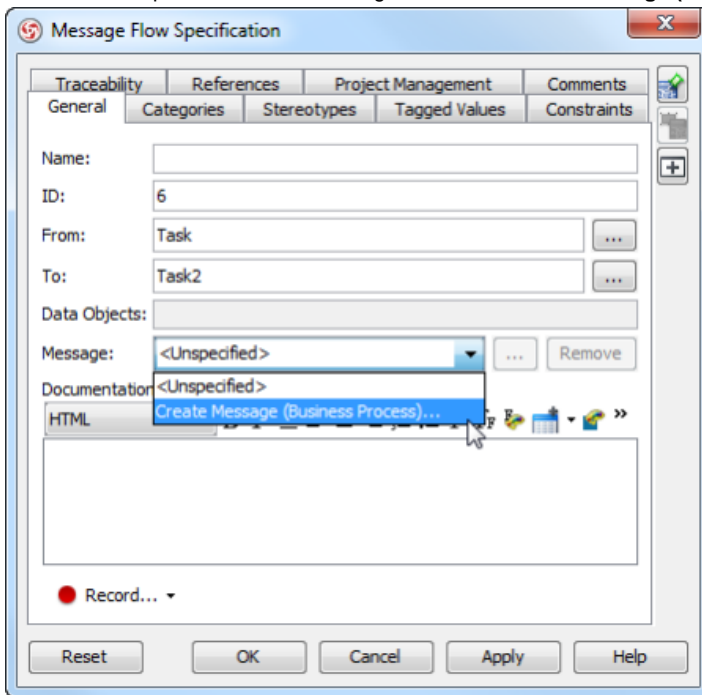 Message Flow Specification
Traceability References Project Management Comments
General Categories Stereotypes Tagged Values Constraints
Name:
ID: 6
From: Task ...
To: Task2 ...
Data Objects:
Message: <Unspecified> ... Remove
<Unspecified>
Documentation
Create Message (Business Process)...
HTML
Record...
Reset OK Cancel Apply Help